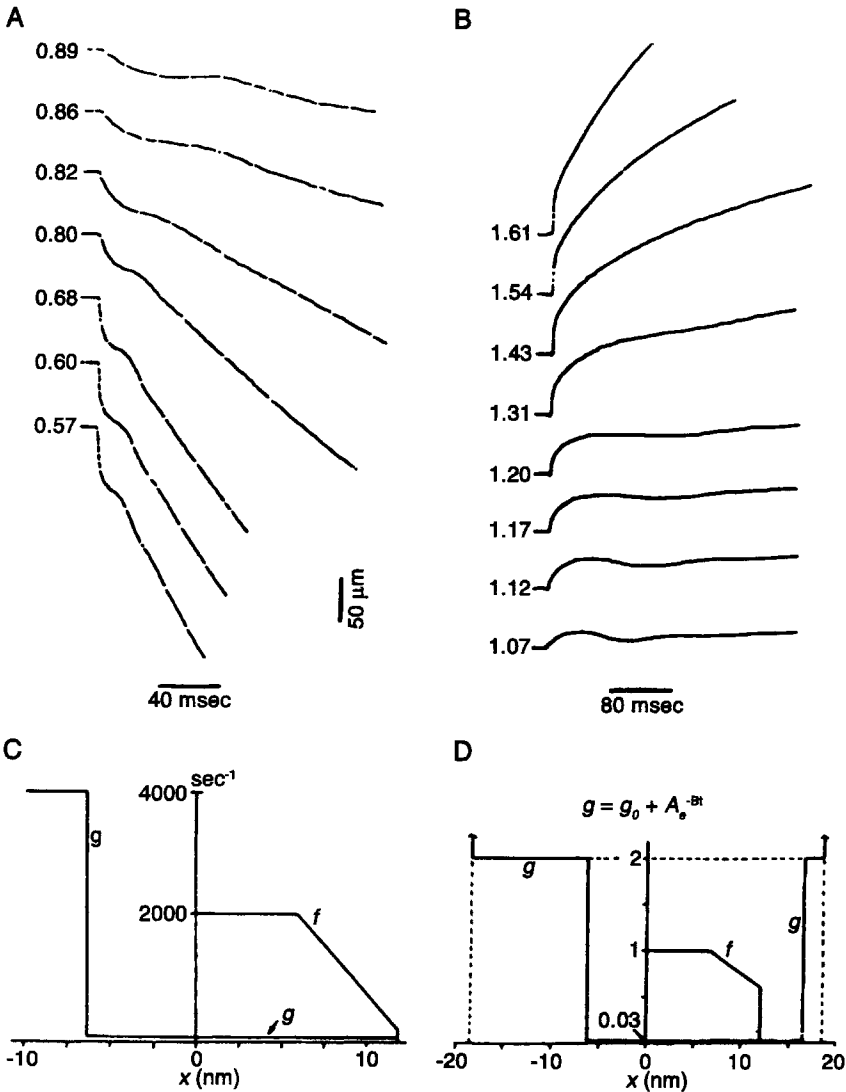 A
0.89
0.86
0.82
0.80
0.68
0.60
0.57
50 µm
40 msec
B
1.61
1.54
1.43
1.31
1.20
1.17
1.12
1.07
80 msec
C
sec⁻¹
4000
2000
g
f
g
-10 0 10
x (nm)
D
g = g₀ + Aₑ⁻ᴮᵗ
2
1
0.03
g
f
g
-20 -10 0 10 20
x (nm)